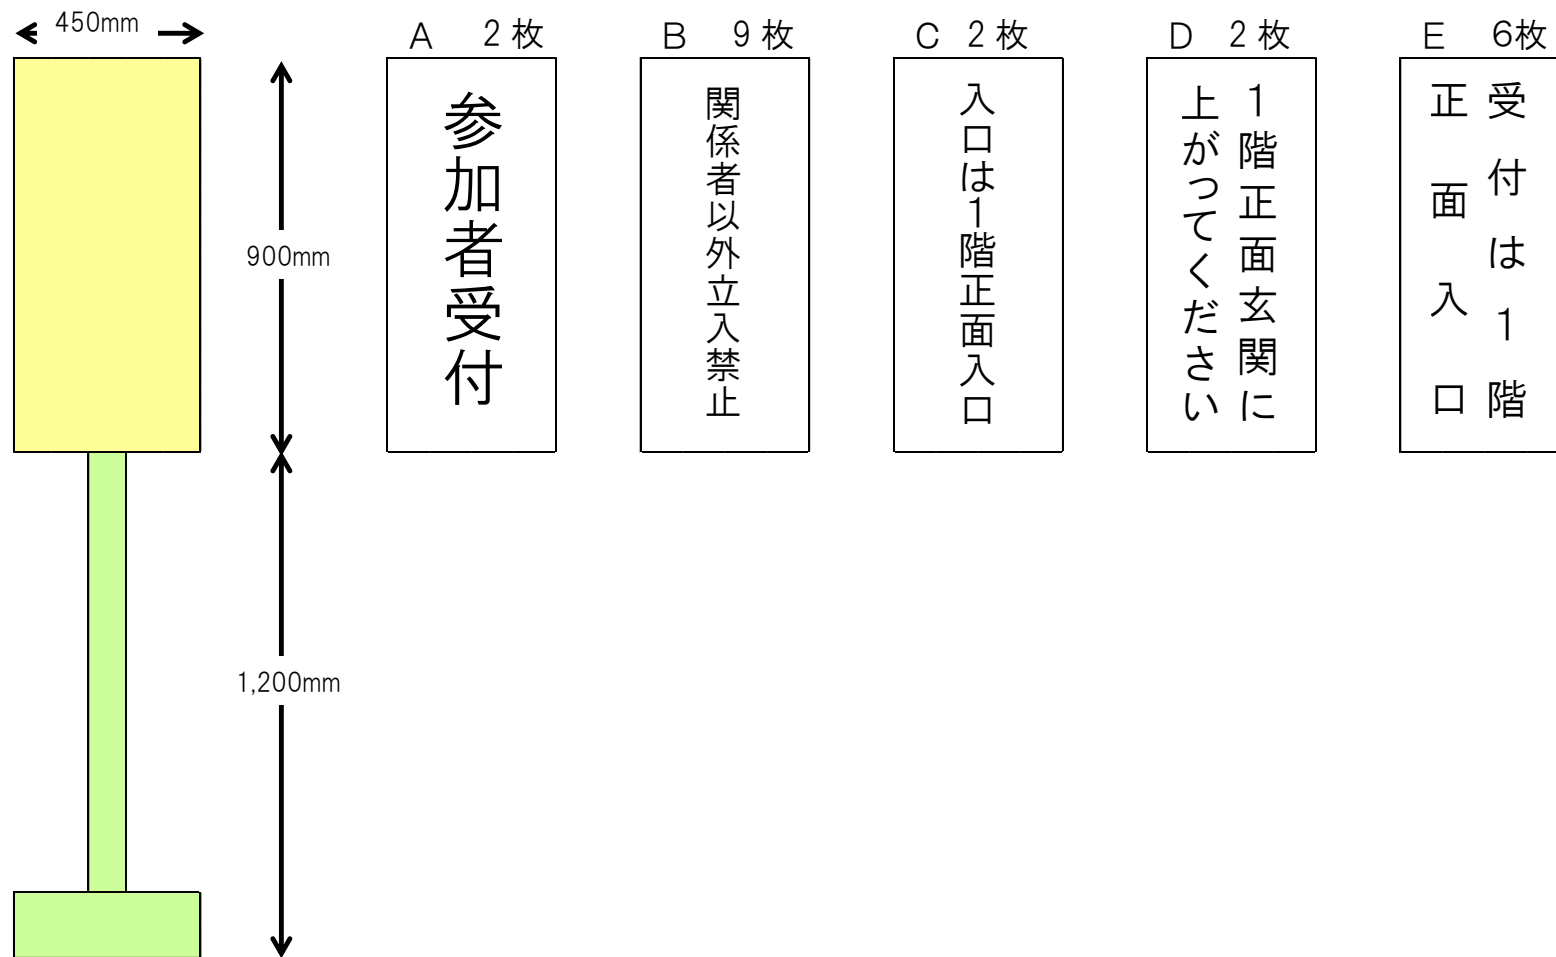 450mm
900mm
1,200mm
A 2枚
参加者受付
B 9枚
関係者以外立入禁止
C 2枚
入口は1階正面入口
D 2枚
1階正面玄関に
上がってください
E 6枚
受付は1階
正面入口